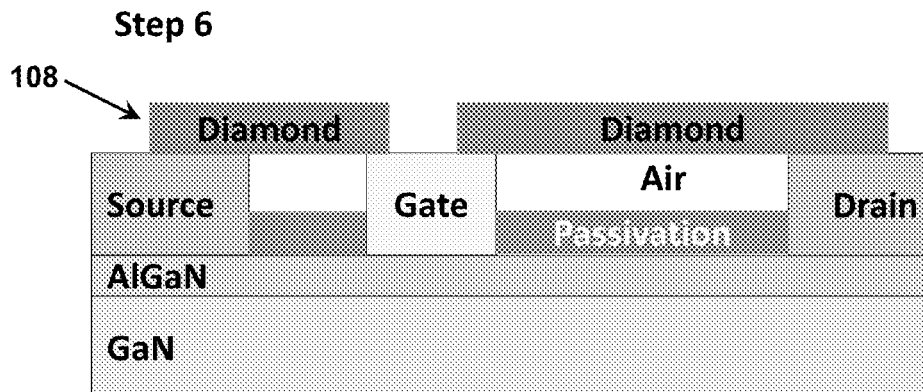 Step 6
108
Diamond Diamond
Air
Source Gate Drain
Passivation
AlGaN
GaN